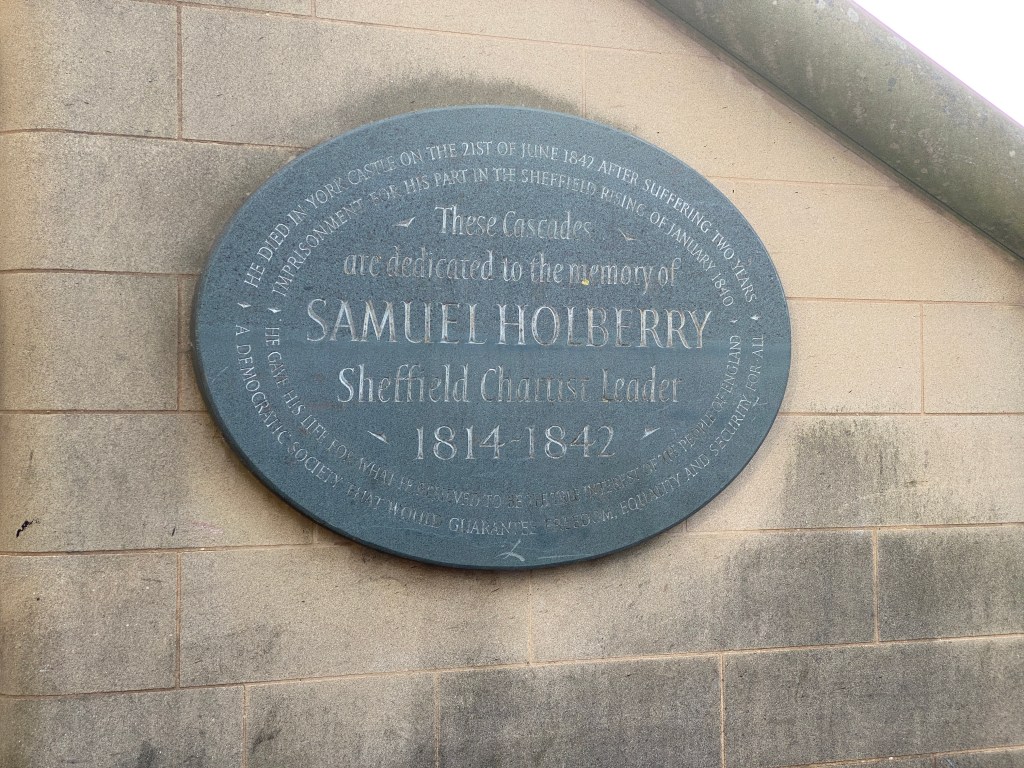 HE DIED IN YORK CASTLE ON THE 21ST OF JUNE 1842 AFTER SUFFERING TWO YEARS
IMPRISONMENT FOR HIS PART IN THE SHEFFIELD RISING OF JANUARY 1840
These Cascades
are dedicated to the memory of
SAMUEL HOLBERRY
Sheffield Chartist Leader
1814-1842
HE GAVE HIS LIFE FOR WHAT HE BELIEVED TO BE THE TRUE INTEREST OF THE PEOPLE OF ENGLAND
A DEMOCRATIC SOCIETY THAT WOULD GUARANTEE FREEDOM, EQUALITY AND SECURITY FOR ALL